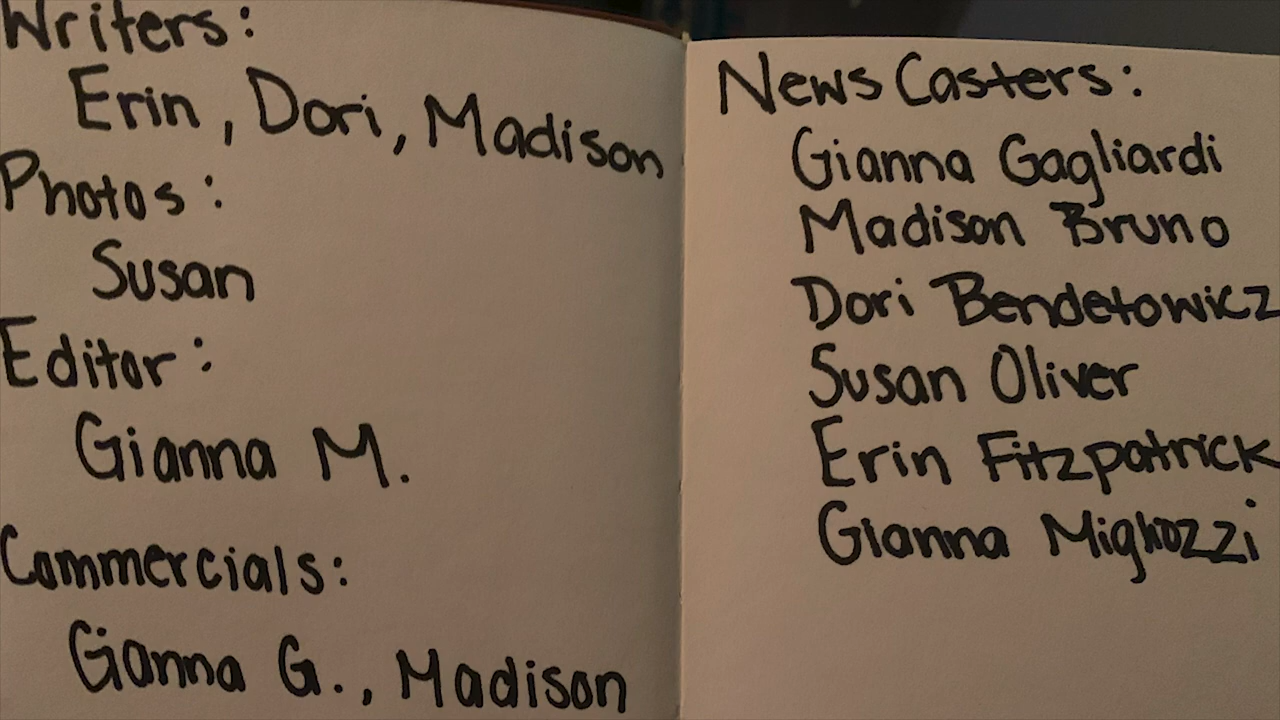 Writers:
Erin, Dori, Madison
Photos:
Susan
Editor:
Gianna M.
Commercials:
Gianna G., Madison
News Casters:
Gianna Gagliardi
Madison Bruno
Dori Bendetowicz
Susan Oliver
Erin Fitzpatrick
Gianna Migliozzi